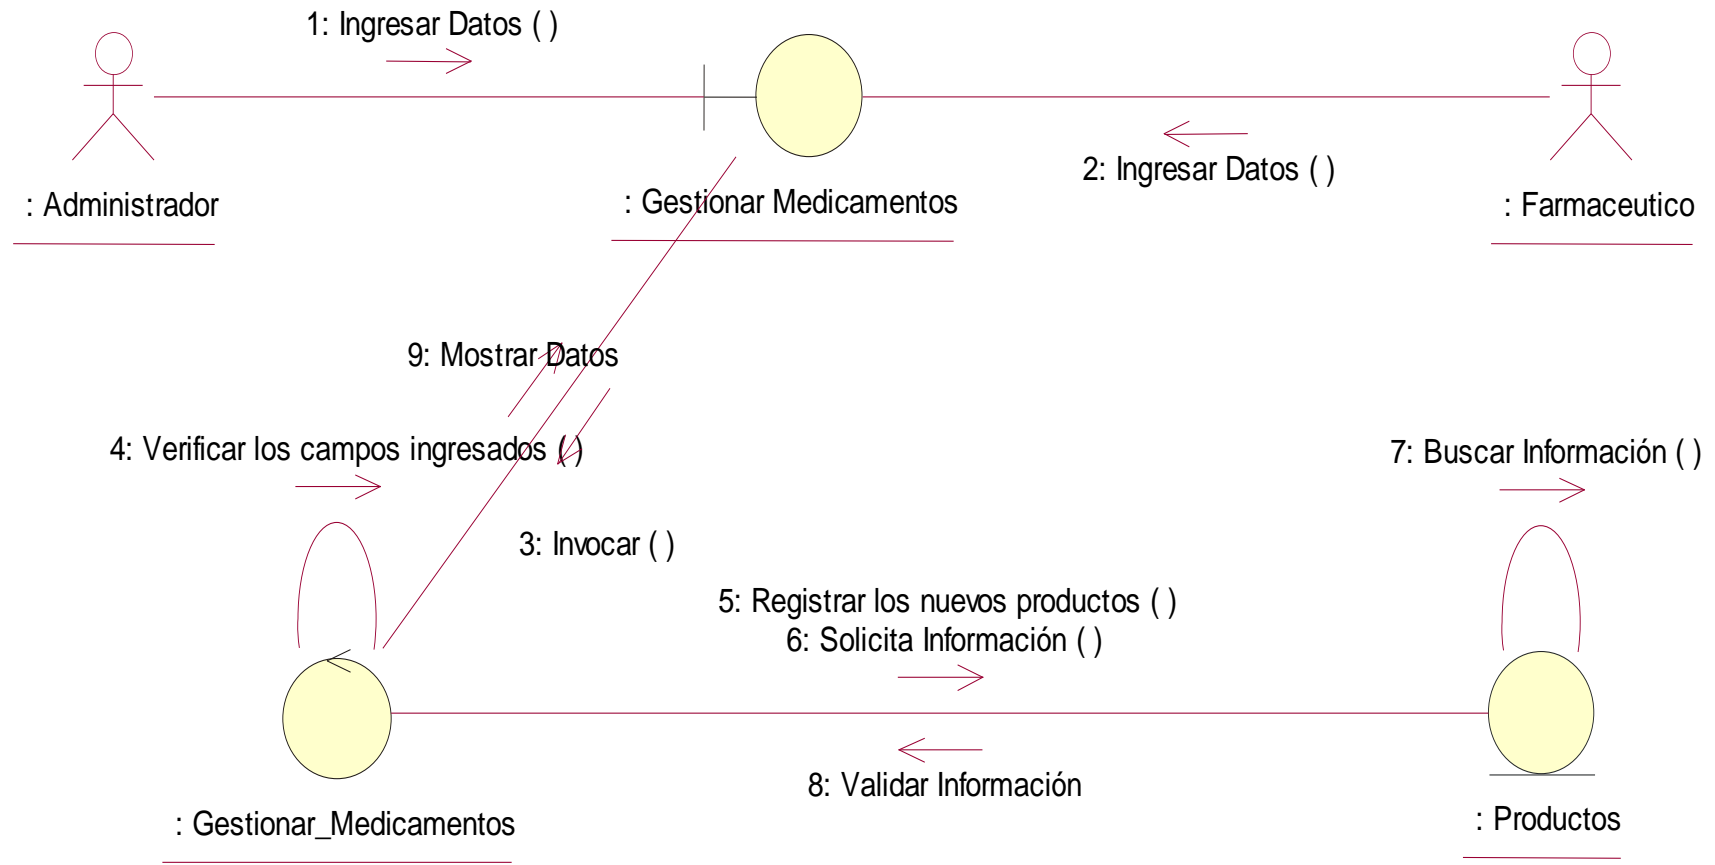 1: Ingresar Datos ( )
2: Ingresar Datos ( )
: Administrador
: Gestionar Medicamentos
: Farmaceutico
9: Mostrar Datos
4: Verificar los campos ingresados ( )
7: Buscar Información ( )
3: Invocar ( )
5: Registrar los nuevos productos ( )
6: Solicita Información ( )
8: Validar Información
: Gestionar_Medicamentos
: Productos